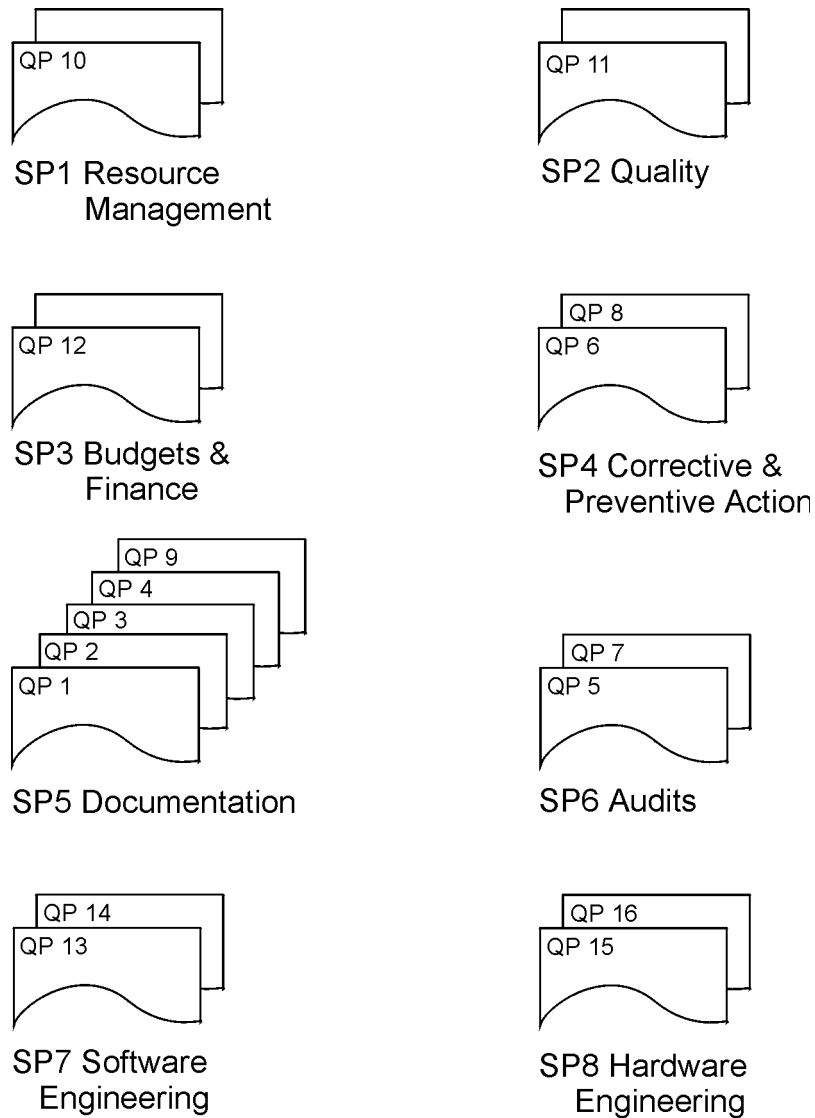 QP 10
SP1 Resource
Management
QP 11
SP2 Quality
QP 12
SP3 Budgets &
Finance
QP 8
QP 6
SP4 Corrective &
Preventive Action
QP 9
QP 4
QP 3
QP 2
QP 1
SP5 Documentation
QP 7
QP 5
SP6 Audits
QP 14
QP 13
SP7 Software
Engineering
QP 16
QP 15
SP8 Hardware
Engineering